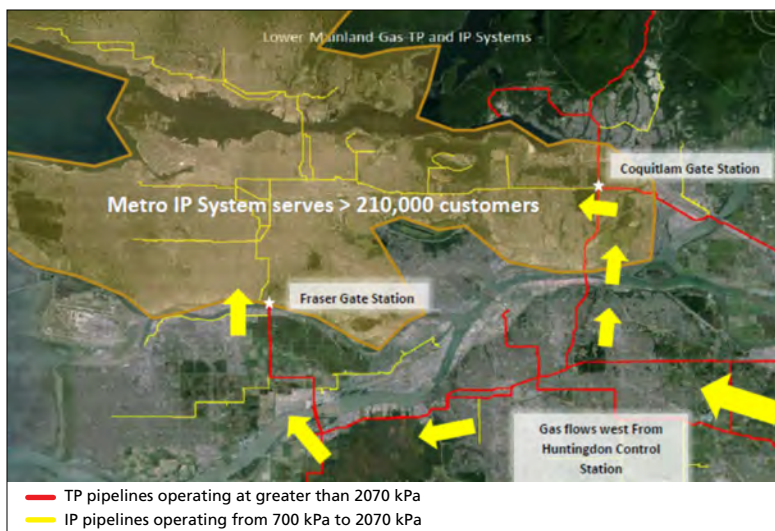 Lower Mainland Gas TP and IP Systems
Coquitlam Gate Station
Metro IP System serves > 210,000 customers
Fraser Gate Station
Gas flows west From
Huntingdon Control
Station
TP pipelines operating at greater than 2070 kPa
IP pipelines operating from 700 kPa to 2070 kPa